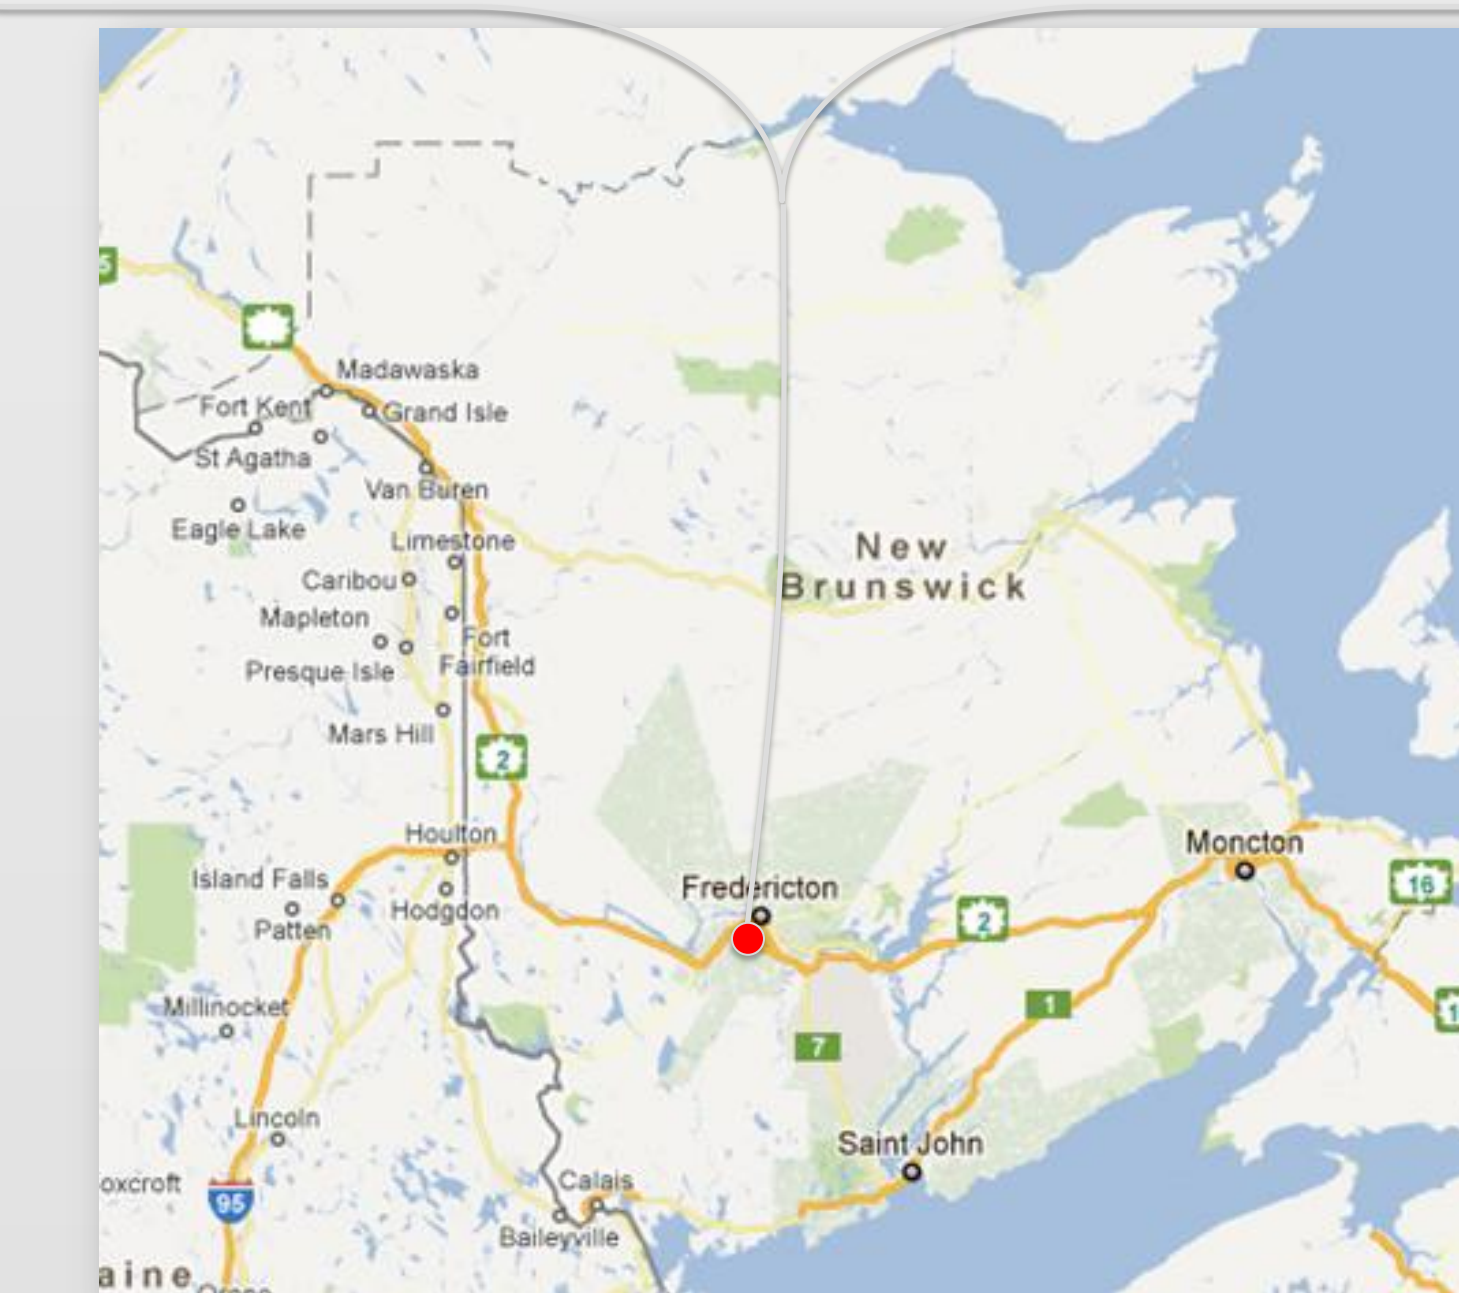 5
Madawaska
Fort Kent
Grand Isle
St Agatha
Van Buren
Eagle Lake
Limestone
New
Brunswick
Caribou
Mapleton
Fort
Fairfield
Presque Isle
Mars Hill
2
Houlton
Moncton
Island Falls
Fredericton
16
Hodgdon
2
Patten
Millinocket
1
1
7
Lincoln
Saint John
oxcroft
Calais
95
Baileyville
aine